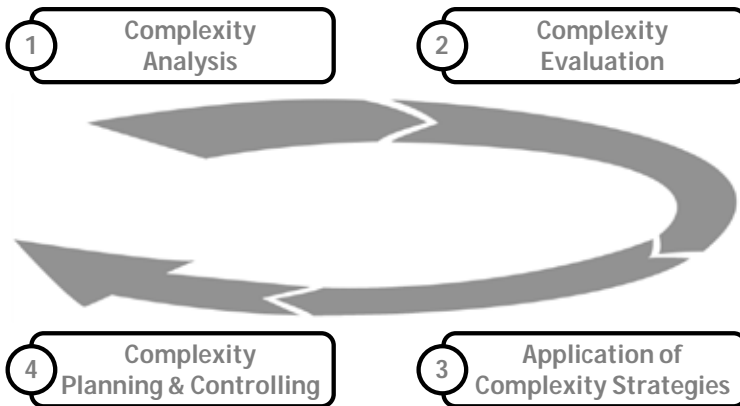 1
Complexity
Analysis
2
Complexity
Evaluation
4
Complexity
Planning & Controlling
3
Application of
Complexity Strategies